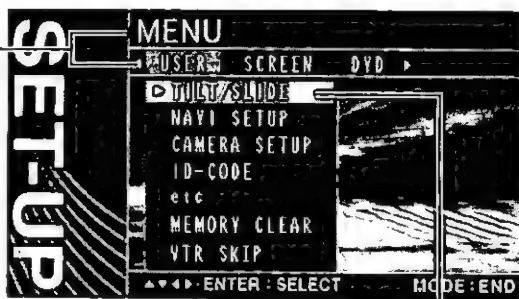 SET-UP
MENU
USER SCREEN DVD ▶
▷ TILT/SLIDE
NAVI SETUP
CAMERA SETUP
ID-CODE
etc
MEMORY CLEAR
VTR SKIP
▲▼◀▶·ENTER:SELECT MODE:END